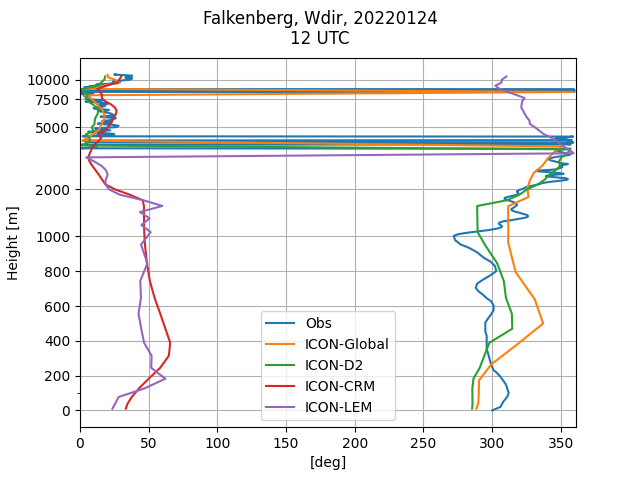 Falkenberg, Wdir, 20220124
12 UTC
Height [m]
10000
7500
5000
2000
1000
800
600
400
200
0
Obs
ICON-Global
ICON-D2
ICON-CRM
ICON-LEM
0 50 100 150 200 250 300 350
[deg]